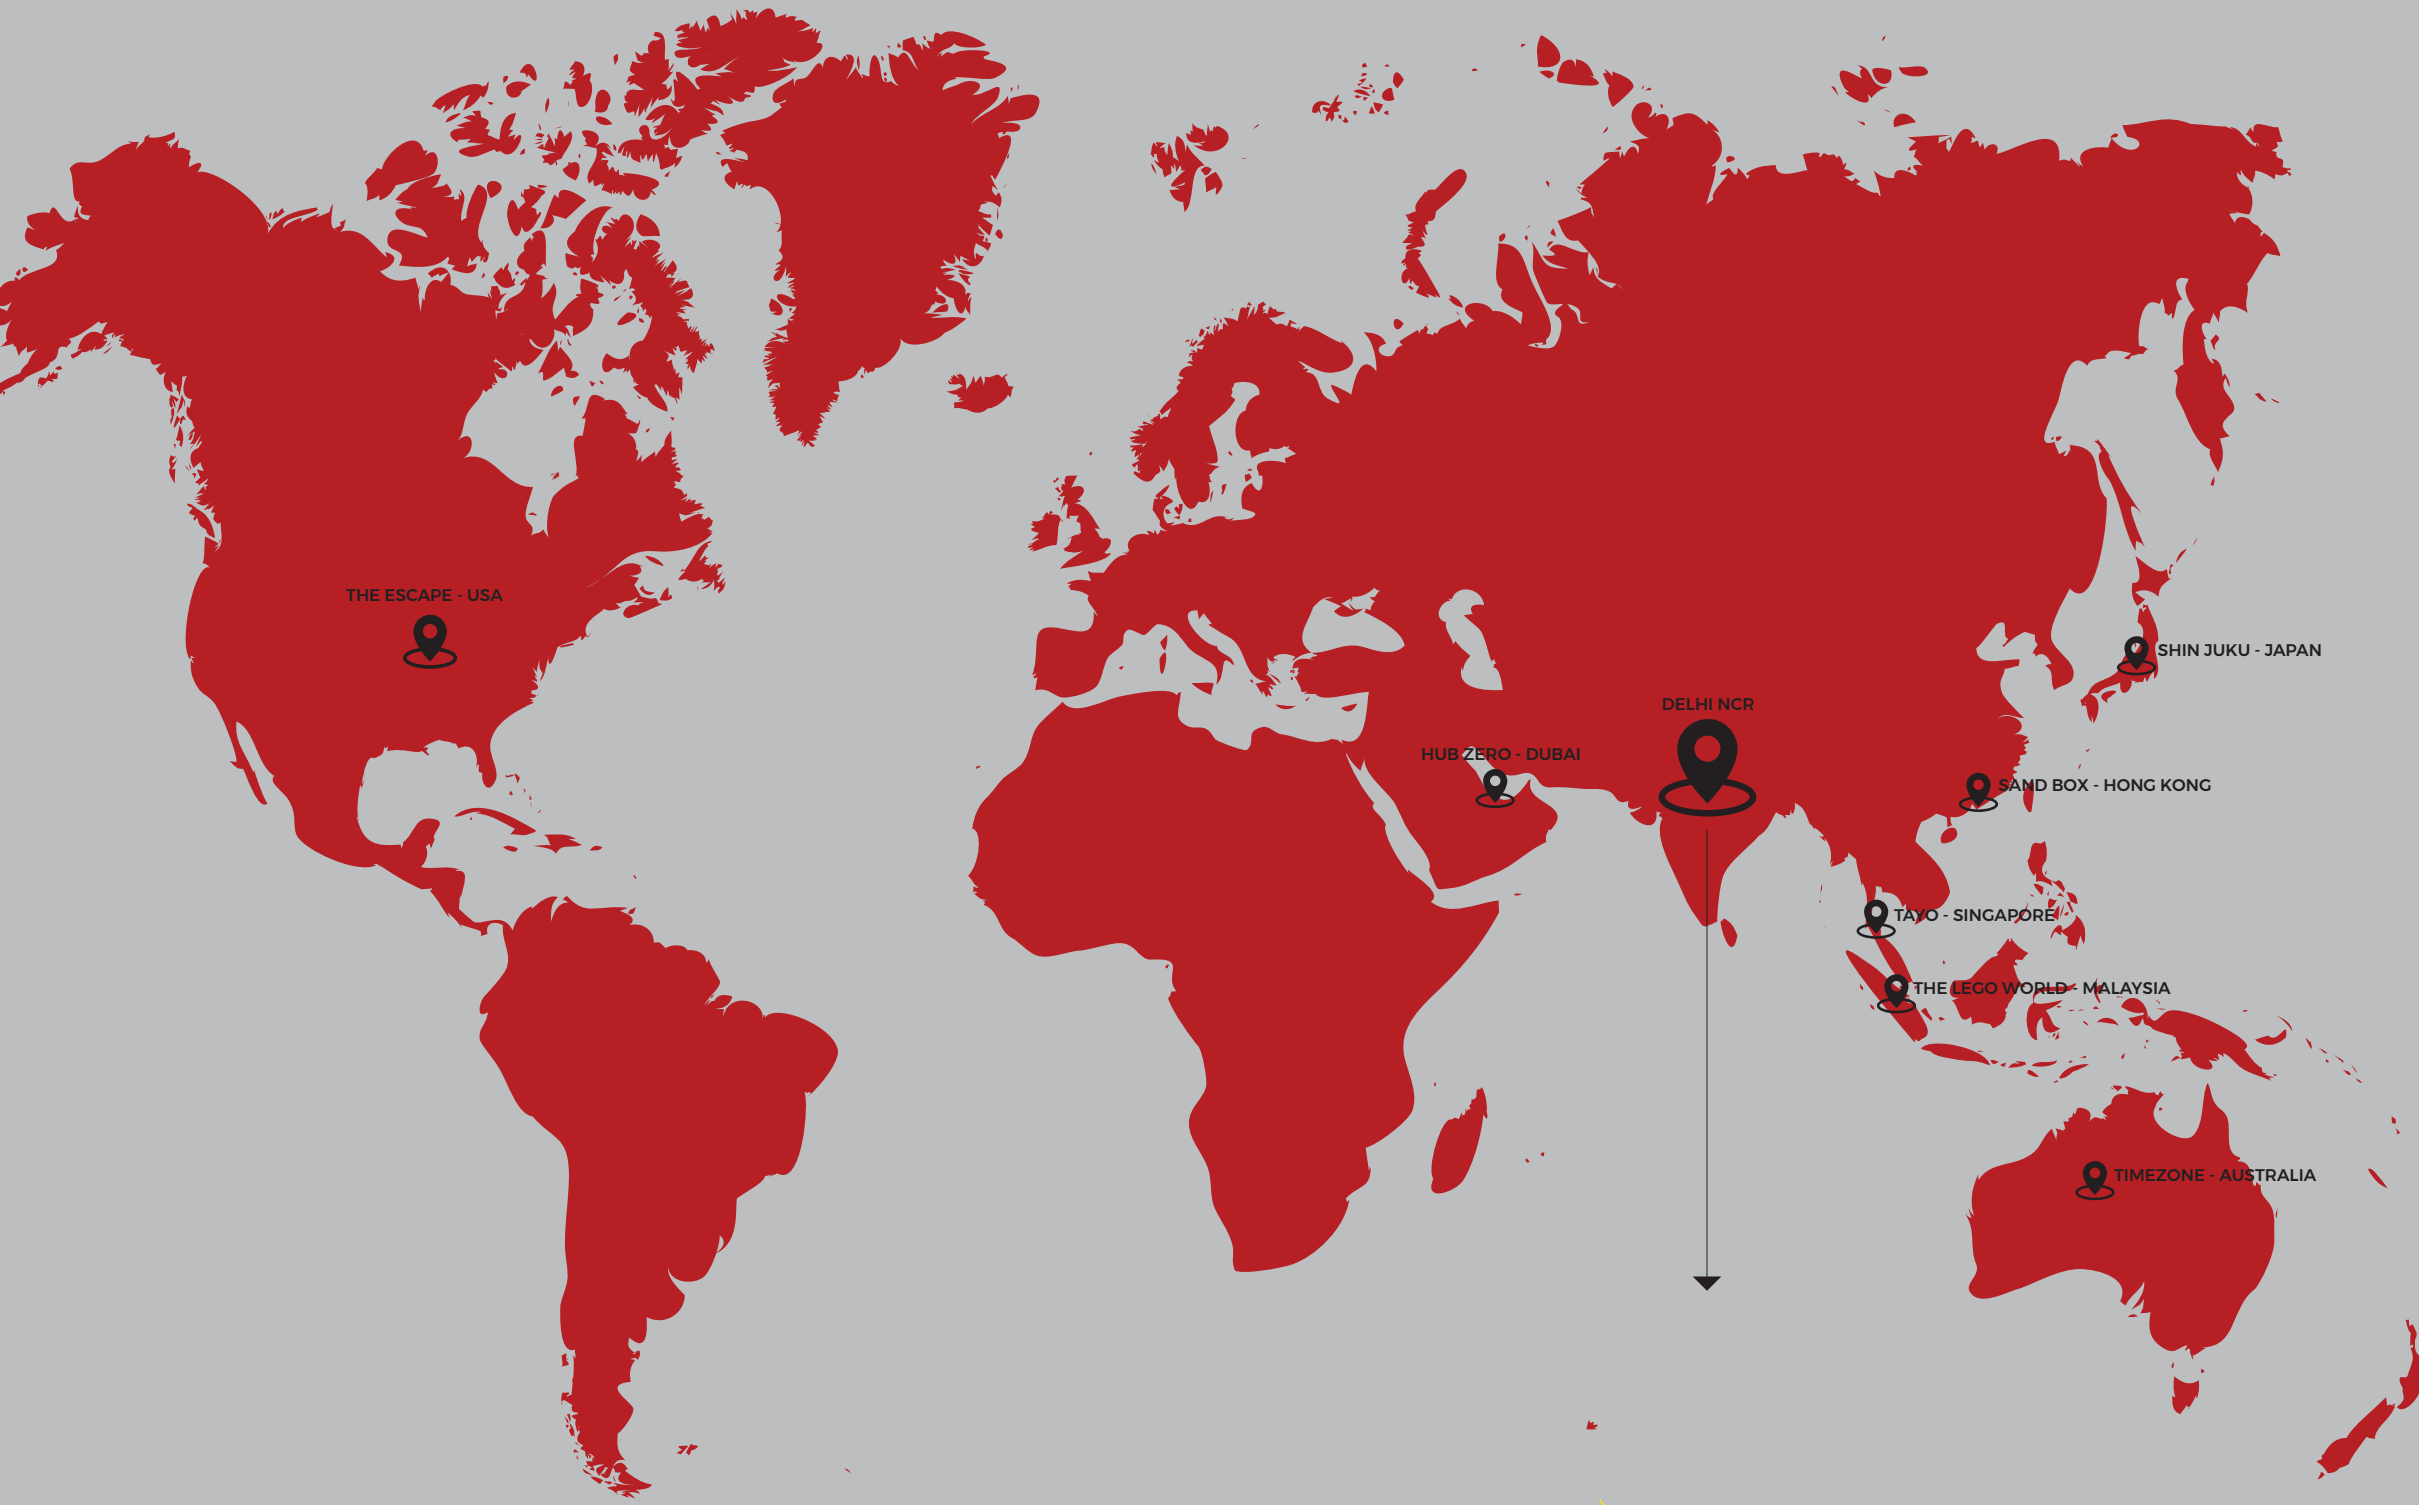 THE ESCAPE - USA
SHIN JUKU - JAPAN
DELHI NCR
HUB ZERO - DUBAI
SAND BOX - HONG KONG
TAYO - SINGAPORE
THE LEGO WORLD - MALAYSIA
TIMEZONE - AUSTRALIA